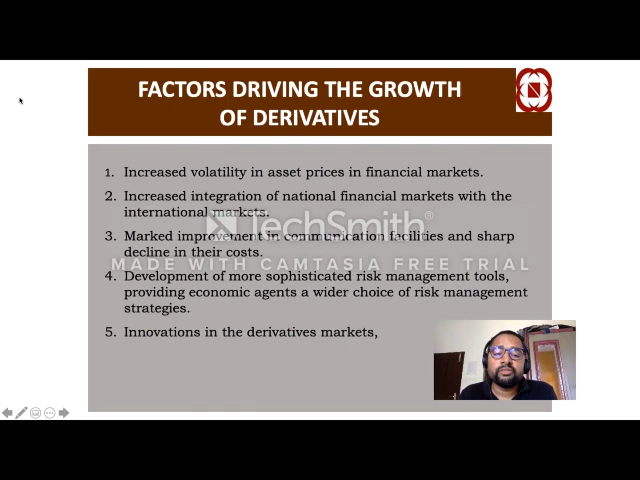 FACTORS DRIVING THE GROWTH
OF DERIVATIVES
1. Increased volatility in asset prices in financial markets.
2. Increased integration of national financial markets with the
international markets.
3. Marked improvement in communication facilities and sharp
decline in their costs.
4. Development of more sophisticated risk management tools,
providing economic agents a wider choice of risk management
strategies.
5. Innovations in the derivatives markets,
TechSmith®
MADE WITH CAMTASIA FREE TRIAL